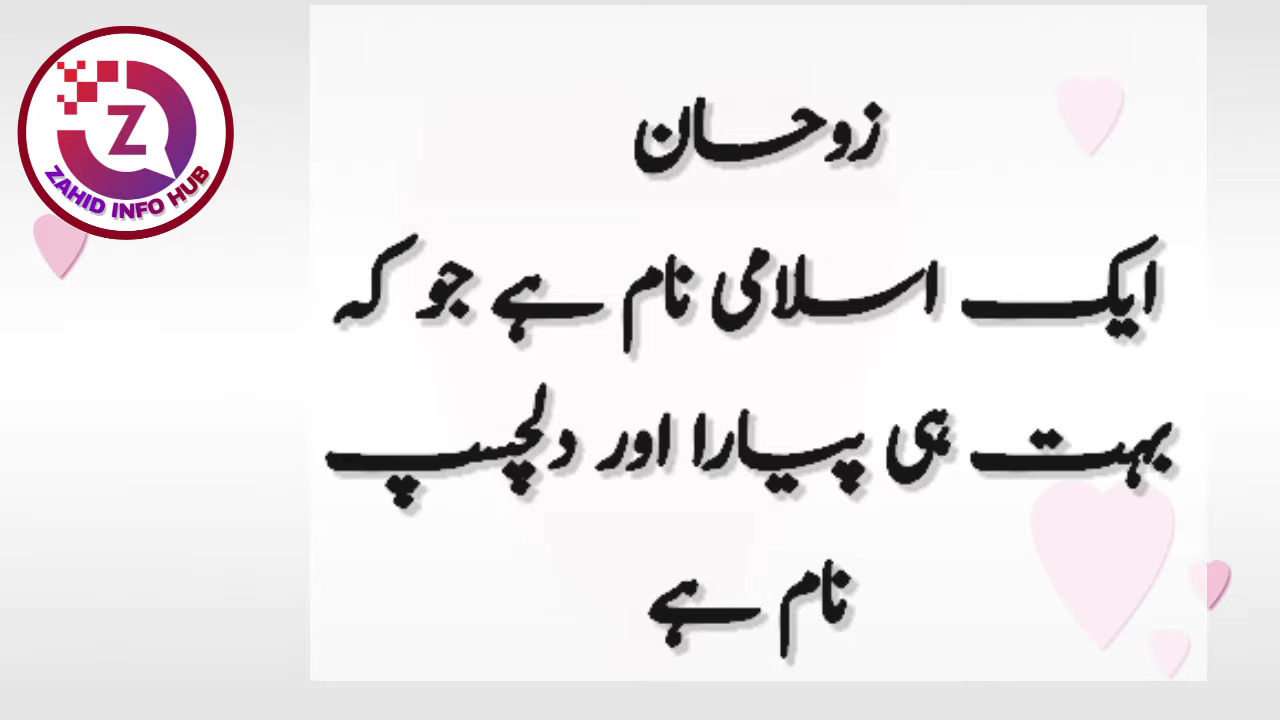 Z
ZAHID INFO HUB
زوحان
ایک اسلامی نام ہے جو کہ
بہت ہی پیارا اور دلچسپ
نام ہے